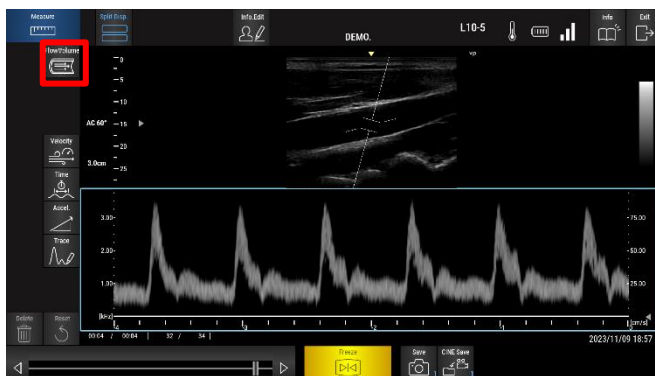 Measure
Split Disp.
Info.Edit
DEMO.
L10-5
Info
Exit
FlowVolume
0
5
10
AC 60° 15
20
3.0cm 25
Velocity
Time
Accel.
Trace
3.00
75.00
2.00
50.00
1.00
25.00
[kHz]
[cm/s]
Delete
Reset
00:04 / 00:04 | 32 / 34 |
2023/11/09 18:57
Freeze
Save
CINE Save